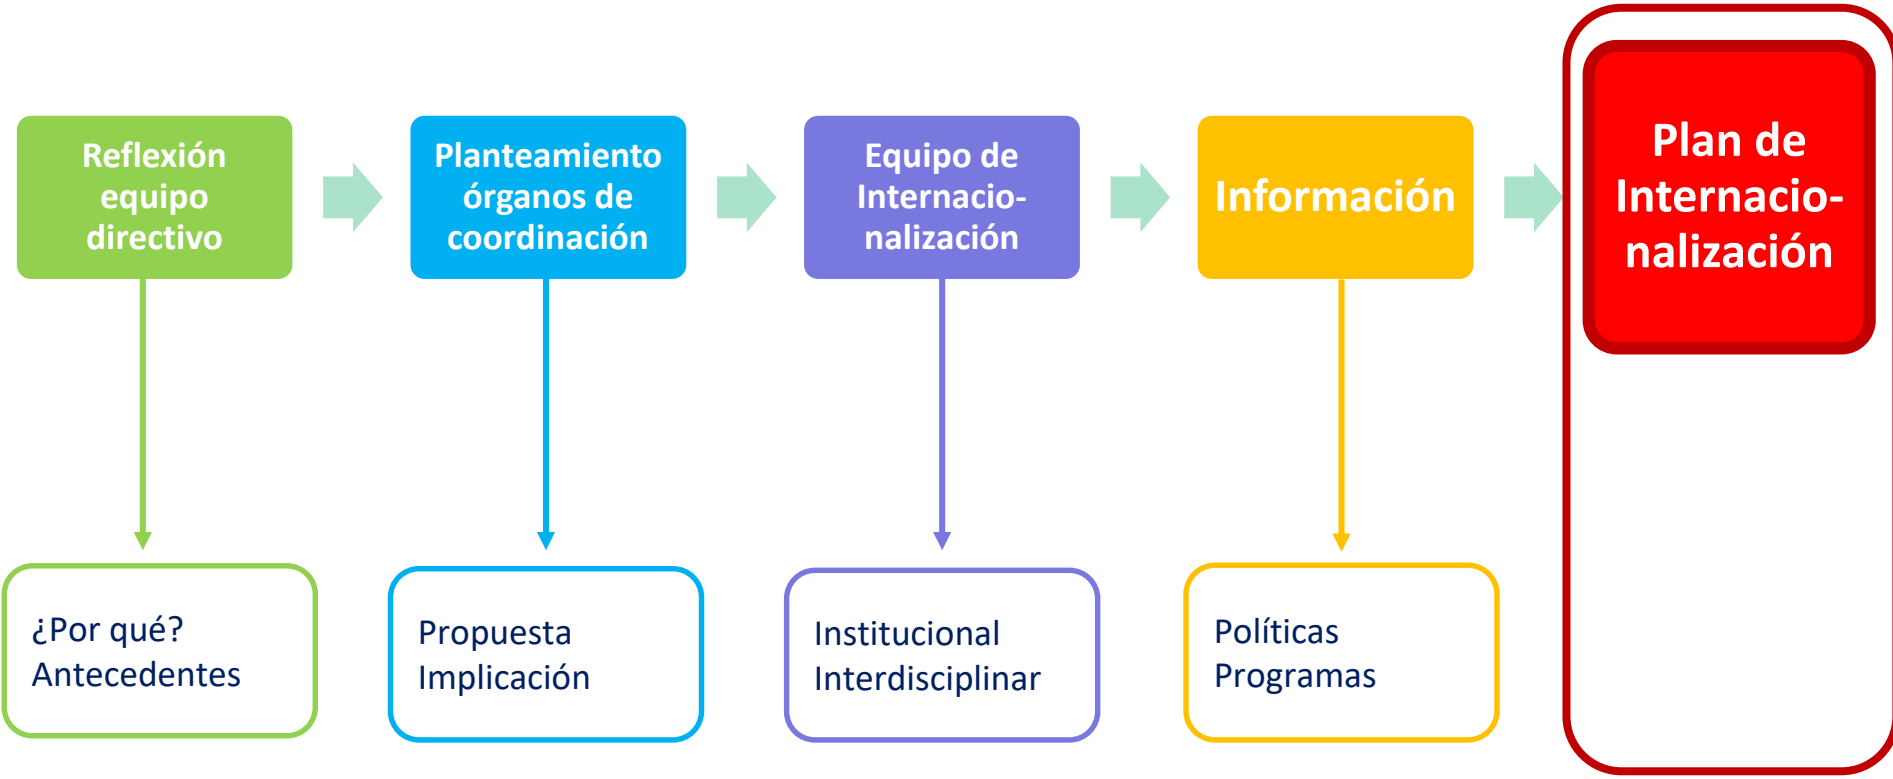 Reflexión
equipo
directivo
Planteamiento
órganos de
coordinación
Equipo de
Internacio-
nalización
Información
Plan de
Internacio-
nalización
¿Por qué?
Antecedentes
Propuesta
Implicación
Institucional
Interdisciplinar
Políticas
Programas